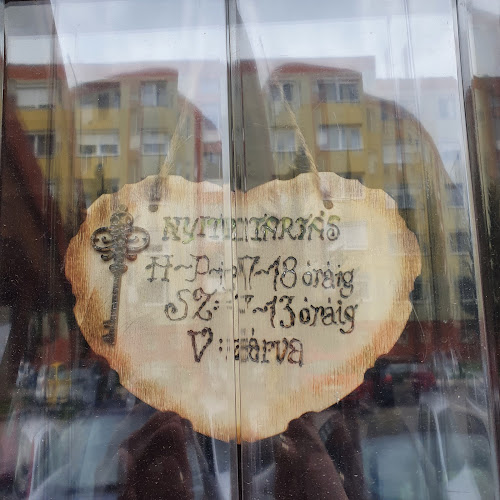 NYITVATARTÁS
H-P: 7-18 óráig
SZ: 7-13 óráig
V: zárva